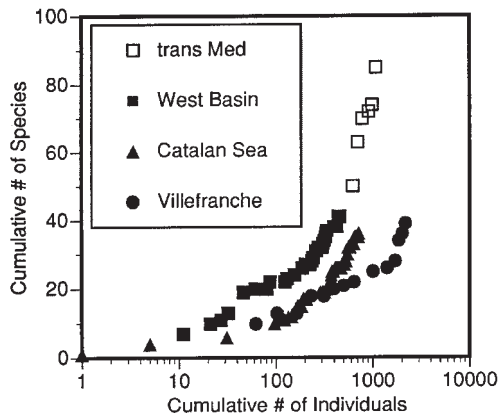 100
80
60
40
20
0
Cumulative # of Species
trans Med
West Basin
Catalan Sea
Villefranche
1 10 100 1000 10000
Cumulative # of Individuals